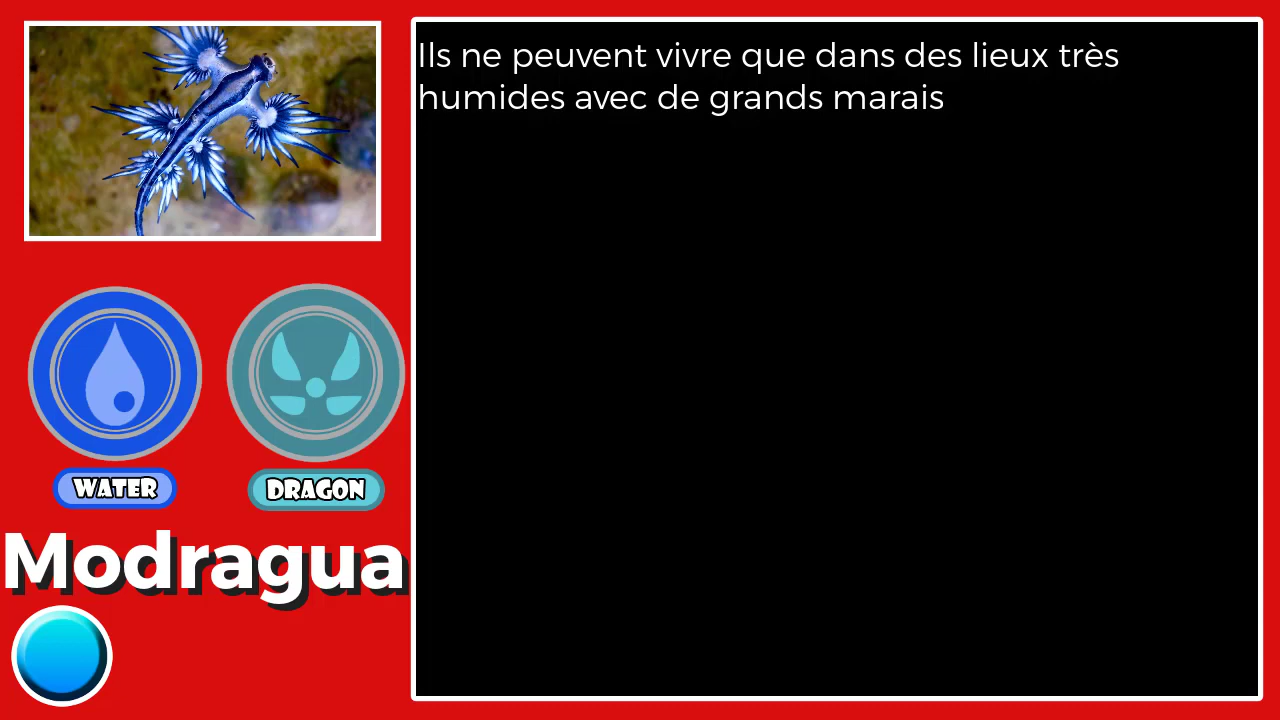 Ils ne peuvent vivre que dans des lieux très
humides avec de grands marais
WATER
DRAGON
Modragua